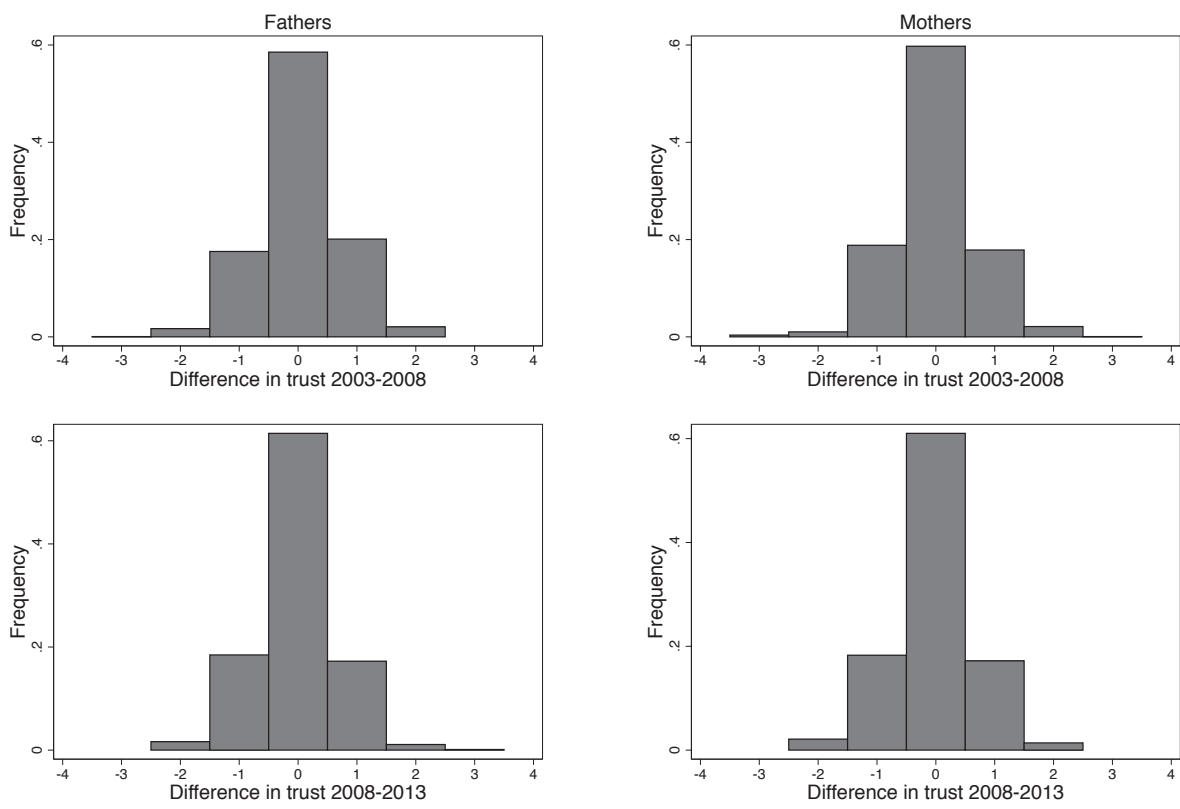 Fathers
Mothers
Frequency
.6
.4
.2
0
-4 -3 -2 -1 0 1 2 3 4
Difference in trust 2003-2008
Frequency
.6
.4
.2
0
-4 -3 -2 -1 0 1 2 3 4
Difference in trust 2003-2008
Frequency
.6
.4
.2
0
-4 -3 -2 -1 0 1 2 3 4
Difference in trust 2008-2013
Frequency
.6
.4
.2
0
-4 -3 -2 -1 0 1 2 3 4
Difference in trust 2008-2013